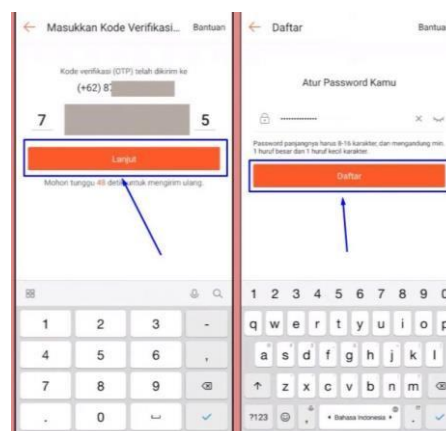 Masukkan Kode Verifikasi... Bantuan
Kode verifikasi (OTP) telah dikirim ke
(+62) 8
7 5
Lanjut
Mohon tunggu 48 detik untuk mengirim ulang.
1 2 3 -
4 5 6 ,
7 8 9
. 0
Daftar Bantua
Atur Password Kamu
Password panjangnya harus 8-16 karakter, dan mengandung min.
1 huruf besar dan 1 huruf kecil karakter.
Daftar
1 2 3 4 5 6 7 8 9 0
q w e r t y u i o p
a s d f g h j k l
z x c v b n m
?123 , • Bahasa Indonesia • .